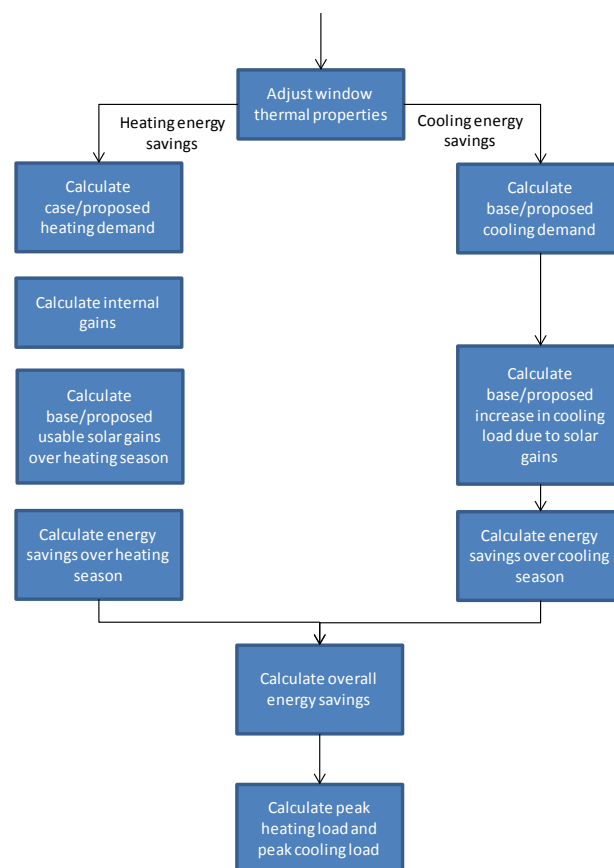 Adjust window
thermal properties
Heating energy
savings
Cooling energy
savings
Calculate
case/proposed
heating demand
Calculate
base/proposed
cooling demand
Calculate internal
gains
Calculate
base/proposed
usable solar gains
over heating season
Calculate
base/proposed
increase in cooling
load due to solar
gains
Calculate energy
savings over heating
season
Calculate energy
savings over cooling
season
Calculate overall
energy savings
Calculate peak
heating load and
peak cooling load